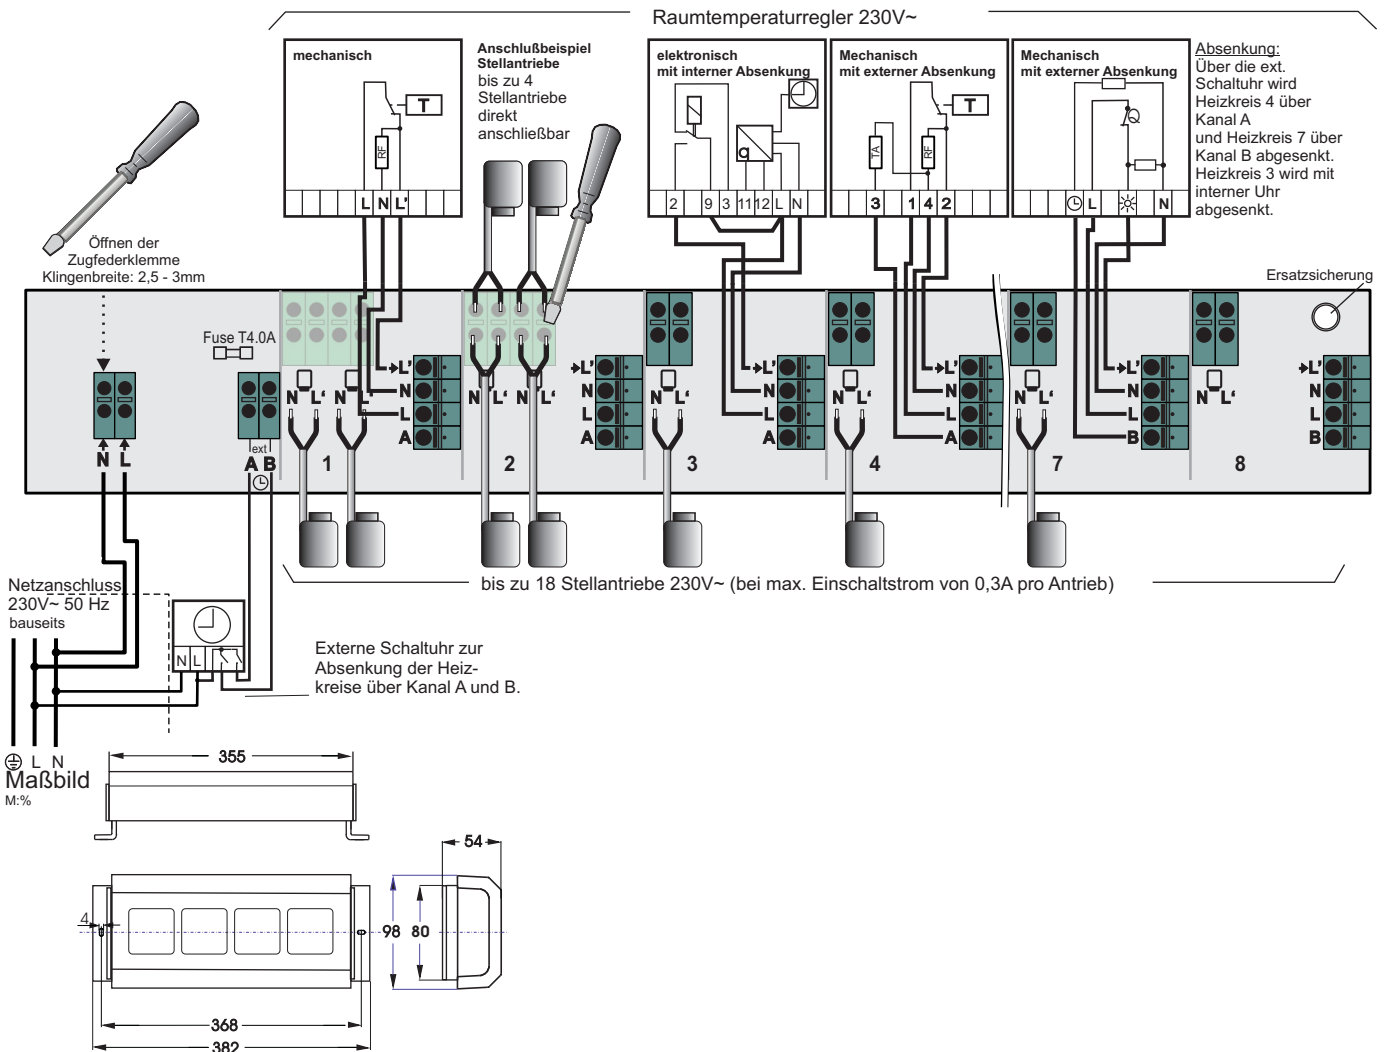 Raumtemperaturregler 230V~
mechanisch
T
RF
L N L'
Anschlußbeispiel
Stellantriebe
bis zu 4
Stellantriebe
direkt
anschließbar
elektronisch
mit interner Absenkung
2 9 3 11 12 L N
Mechanisch
mit externer Absenkung
T
TA
RF
3 1 4 2
Mechanisch
mit externer Absenkung
L N
Absenkung:
Über die ext.
Schaltuhr wird
Heizkreis 4 über
Kanal A
und Heizkreis 7 über
Kanal B abgesenkt.
Heizkreis 3 wird mit
interner Uhr
abgesenkt.
Öffnen der
Zugfederklemme
Klingenbreite: 2,5 - 3mm
Ersatzsicherung
Fuse T4.0A
N L
ext
A B
N L' N L'
1
L'
N
L
A
N L' N L'
2
L'
N
L
A
N L'
3
L'
N
L
A
N L'
4
L'
N
L
A
N L'
7
L'
N
L
B
N L'
8
L'
N
L
B
bis zu 18 Stellantriebe 230V~ (bei max. Einschaltstrom von 0,3A pro Antrieb)
Netzanschluss
230V~ 50 Hz
bauseits
N L
Externe Schaltuhr zur
Absenkung der Heiz-
kreise über Kanal A und B.
L N
Maßbild
M:%
355
54
4
98 80
368
382